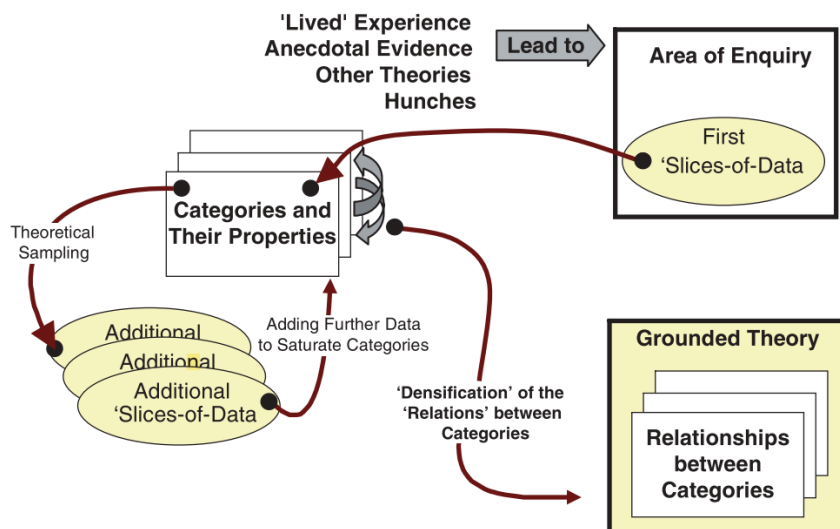 'Lived' Experience
Anecdotal Evidence
Other Theories
Hunches
Lead to
Area of Enquiry
First
'Slices-of-Data
Categories and
Their Properties
Theoretical
Sampling
Additional
Additional
Additional
'Slices-of-Data
Adding Further Data
to Saturate Categories
'Densification' of the
'Relations' between
Categories
Grounded Theory
Relationships
between
Categories